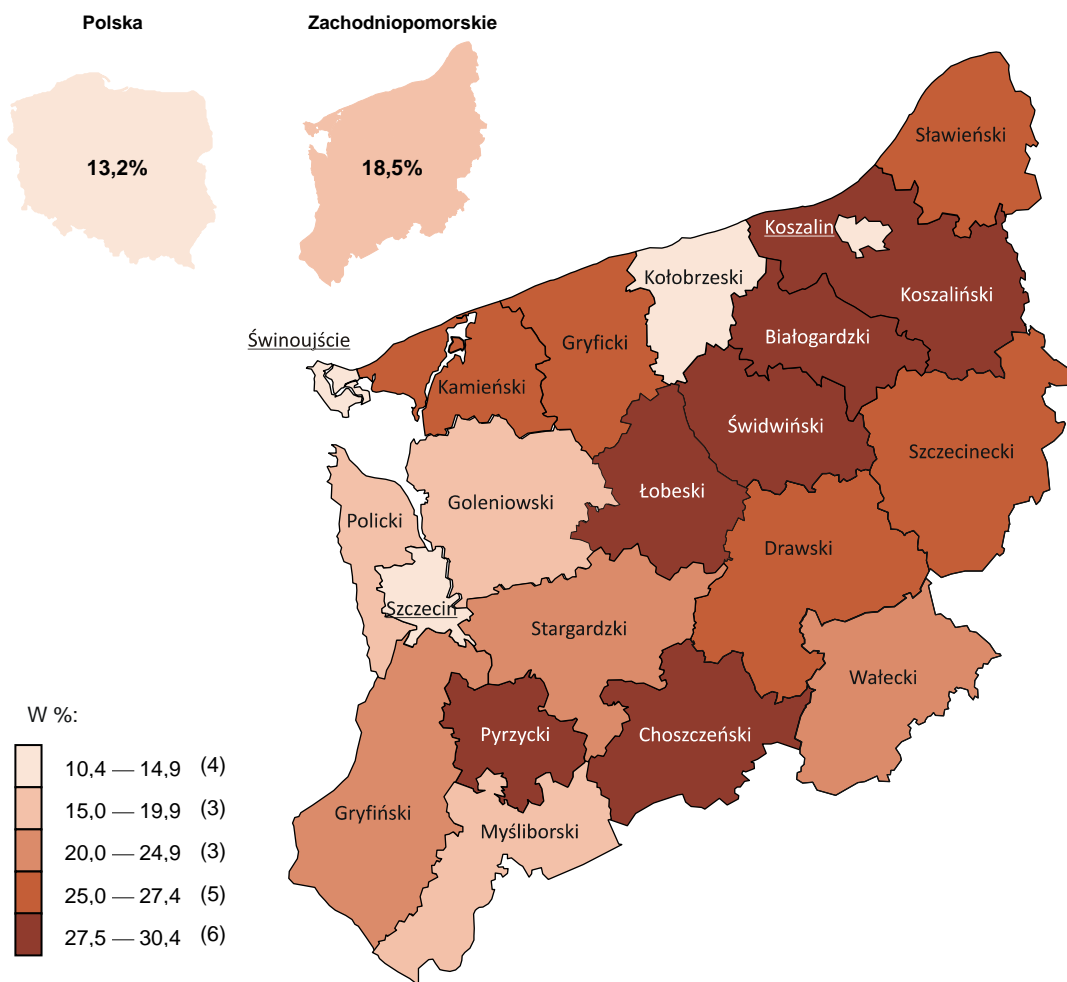 Polska
Zachodniopomorskie
13,2%
18,5%
Sławieński
Koszalin
Kołobrzeski
Koszaliński
Białogardzki
Świnoujście
Gryficki
Kamieński
Świdwiński
Szczecinecki
Łobeski
Goleniowski
Policki
Drawski
Szczecin
Stargardzki
Wałecki
Pyrzycki
Choszczeński
Gryfiński
Myśliborski
W %:
10,4 — 14,9 (4)
15,0 — 19,9 (3)
20,0 — 24,9 (3)
25,0 — 27,4 (5)
27,5 — 30,4 (6)